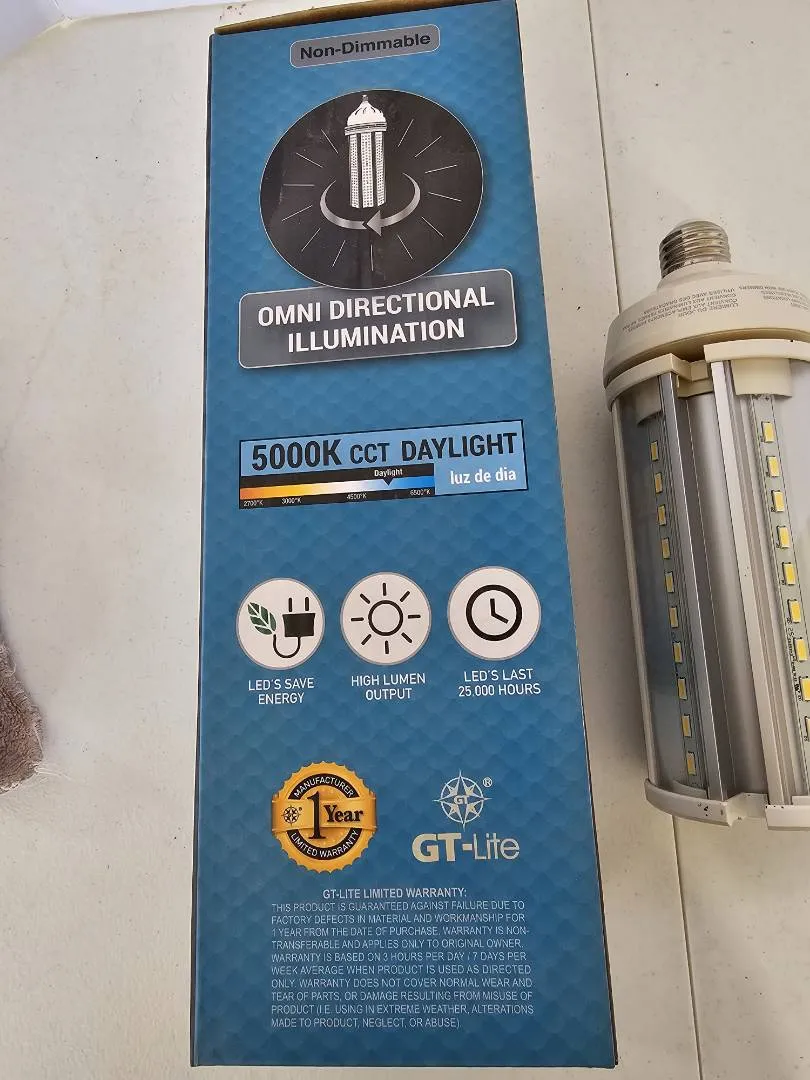 Non-Dimmable
OMNI DIRECTIONAL
ILLUMINATION
5000K CCT DAYLIGHT
Daylight
luz de dia
2700°K 3000°K 4500°K 6500°K
LED'S SAVE
ENERGY
HIGH LUMEN
OUTPUT
LED'S LAST
25,000 HOURS
MANUFACTURER
1 Year
LIMITED WARRANTY
GT
®
GT-Lite
GT-LITE LIMITED WARRANTY:
THIS PRODUCT IS GUARANTEED AGAINST FAILURE DUE TO
FACTORY DEFECTS IN MATERIAL AND WORKMANSHIP FOR
1 YEAR FROM THE DATE OF PURCHASE. WARRANTY IS NON-
TRANSFERABLE AND APPLIES ONLY TO ORIGINAL OWNER.
WARRANTY IS BASED ON 3 HOURS PER DAY / 7 DAYS PER
WEEK AVERAGE WHEN PRODUCT IS USED AS DIRECTED
ONLY. WARRANTY DOES NOT COVER NORMAL WEAR AND
TEAR OF PARTS, OR DAMAGE RESULTING FROM MISUSE OF
PRODUCT (I.E. USING IN EXTREME WEATHER, ALTERATIONS
MADE TO PRODUCT, NEGLECT, OR ABUSE).
LUMIERE DU JOUR